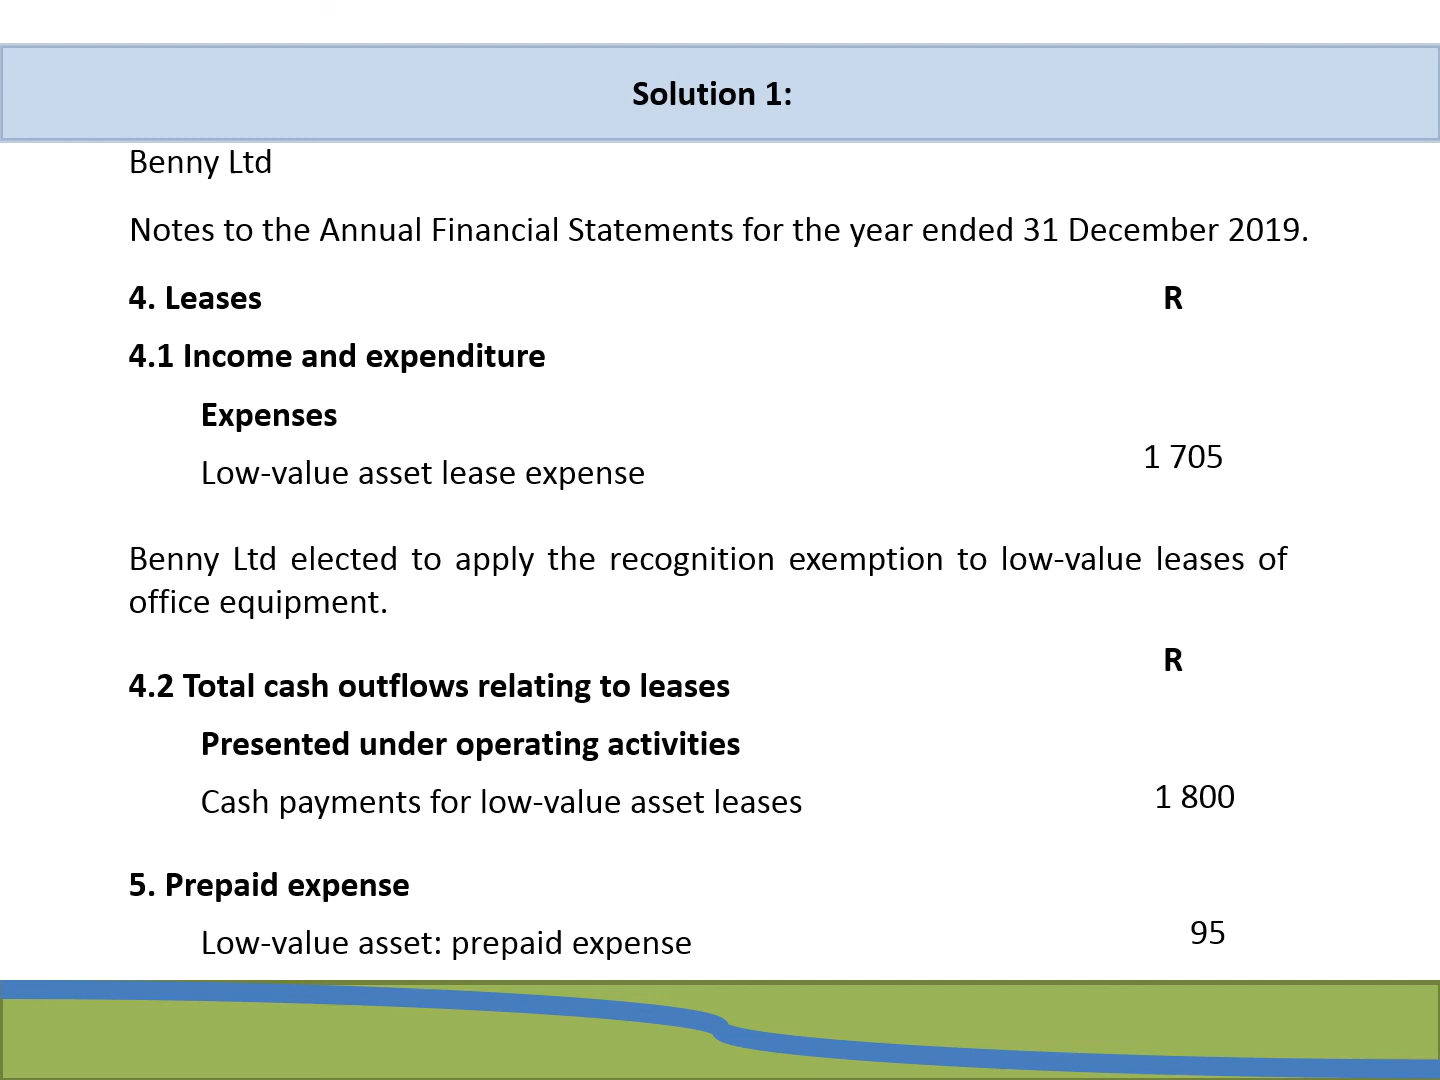 Solution 1:
Benny Ltd
Notes to the Annual Financial Statements for the year ended 31 December 2019.
4. Leases R
4.1 Income and expenditure
Expenses
Low-value asset lease expense 1 705
Benny Ltd elected to apply the recognition exemption to low-value leases of
office equipment.
R
4.2 Total cash outflows relating to leases
Presented under operating activities
Cash payments for low-value asset leases 1 800
5. Prepaid expense
Low-value asset: prepaid expense 95